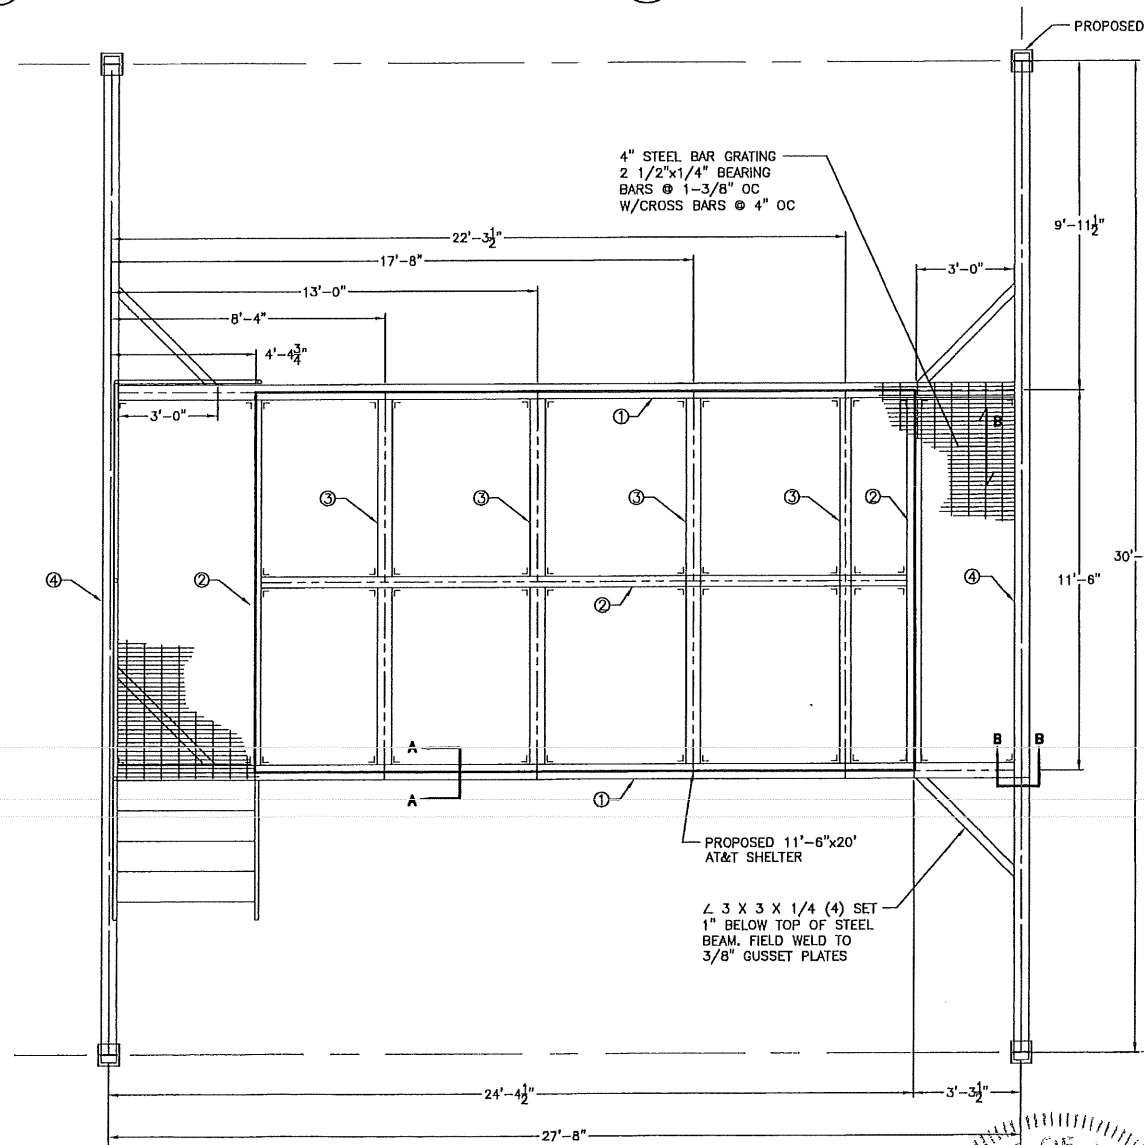 PROPOSED
4" STEEL BAR GRATING
2 1/2"x1/4" BEARING
BARS @ 1-3/8" OC
W/CROSS BARS @ 4" OC
9'-11½"
22'-3½"
17'-8"
3'-0"
13'-0"
8'-4"
4'-4¾"
3'-0"
①
B
③
③
③
③
②
30'-
④
②
②
④
11'-6"
A
B B
A
①
PROPOSED 11'-6"x20'
AT&T SHELTER
∠ 3 X 3 X 1/4 (4) SET
1" BELOW TOP OF STEEL
BEAM. FIELD WELD TO
3/8" GUSSET PLATES
24'-4½"
3'-3½"
27'-8"